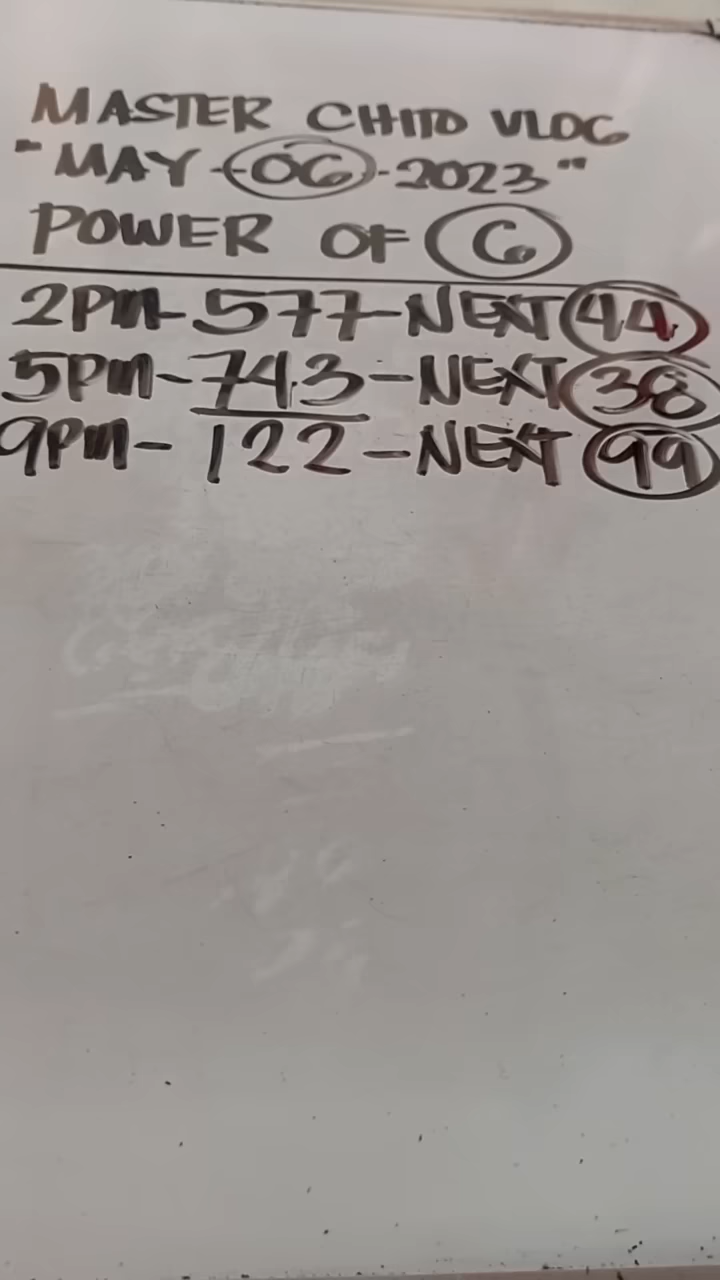 MASTER CHITO VLOG
"MAY-06-2023"
POWER OF 6
2PM-577-NEXT 44
5PM-743-NEXT 38
9PM-122-NEXT 99